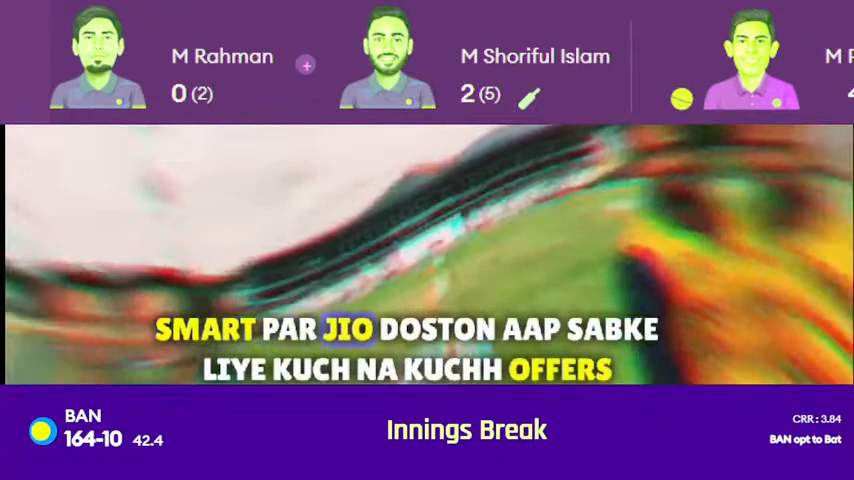 M Rahman
0 (2)
M Shoriful Islam
2 (5)
M
SMART PAR JIO DOSTON AAP SABKE
LIYE KUCH NA KUCHH OFFERS
BAN
164-10 42.4
Innings Break
CRR : 3.84
BAN opt to Bat